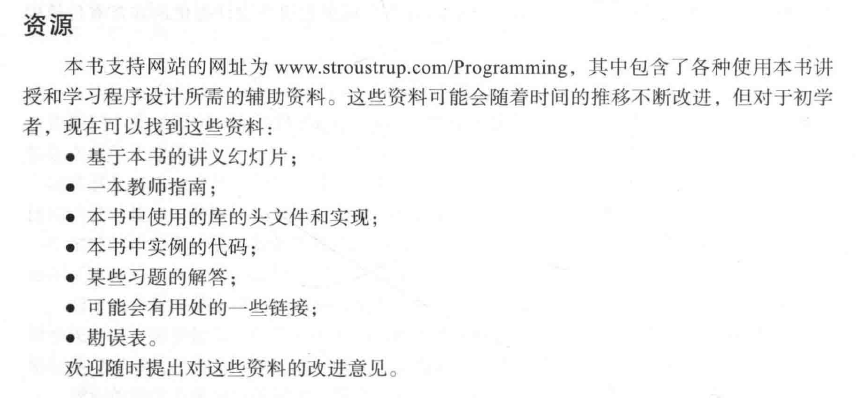 资源
本书支持网站的网址为 www.stroustrup.com/Programming，其中包含了各种使用本书讲
授和学习程序设计所需的辅助资料。这些资料可能会随着时间的推移不断改进，但对于初学
者，现在可以找到这些资料：
● 基于本书的讲义幻灯片；
● 一本教师指南；
● 本书中使用的库的头文件和实现；
● 本书中实例的代码；
● 某些习题的解答；
● 可能会有用处的一些链接；
● 勘误表。
欢迎随时提出对这些资料的改进意见。